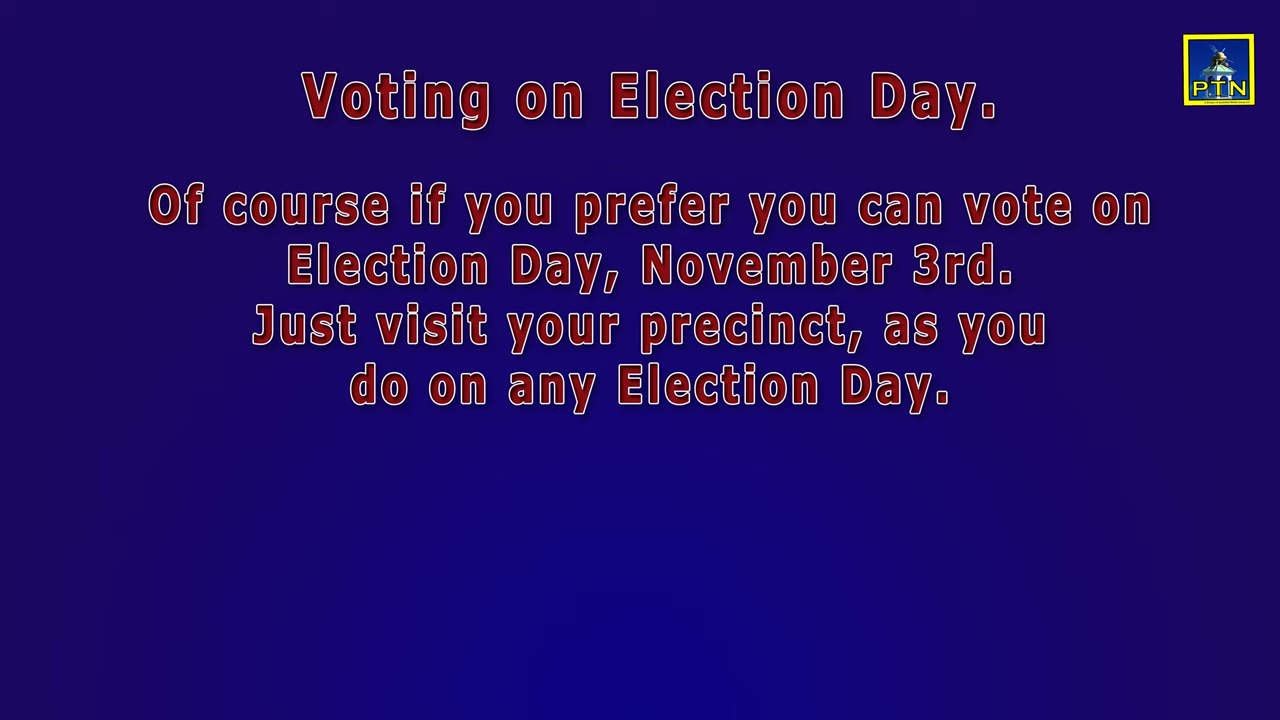 Voting on Election Day.
PTN
Of course if you prefer you can vote on
Election Day, November 3rd.
Just visit your precinct, as you
do on any Election Day.